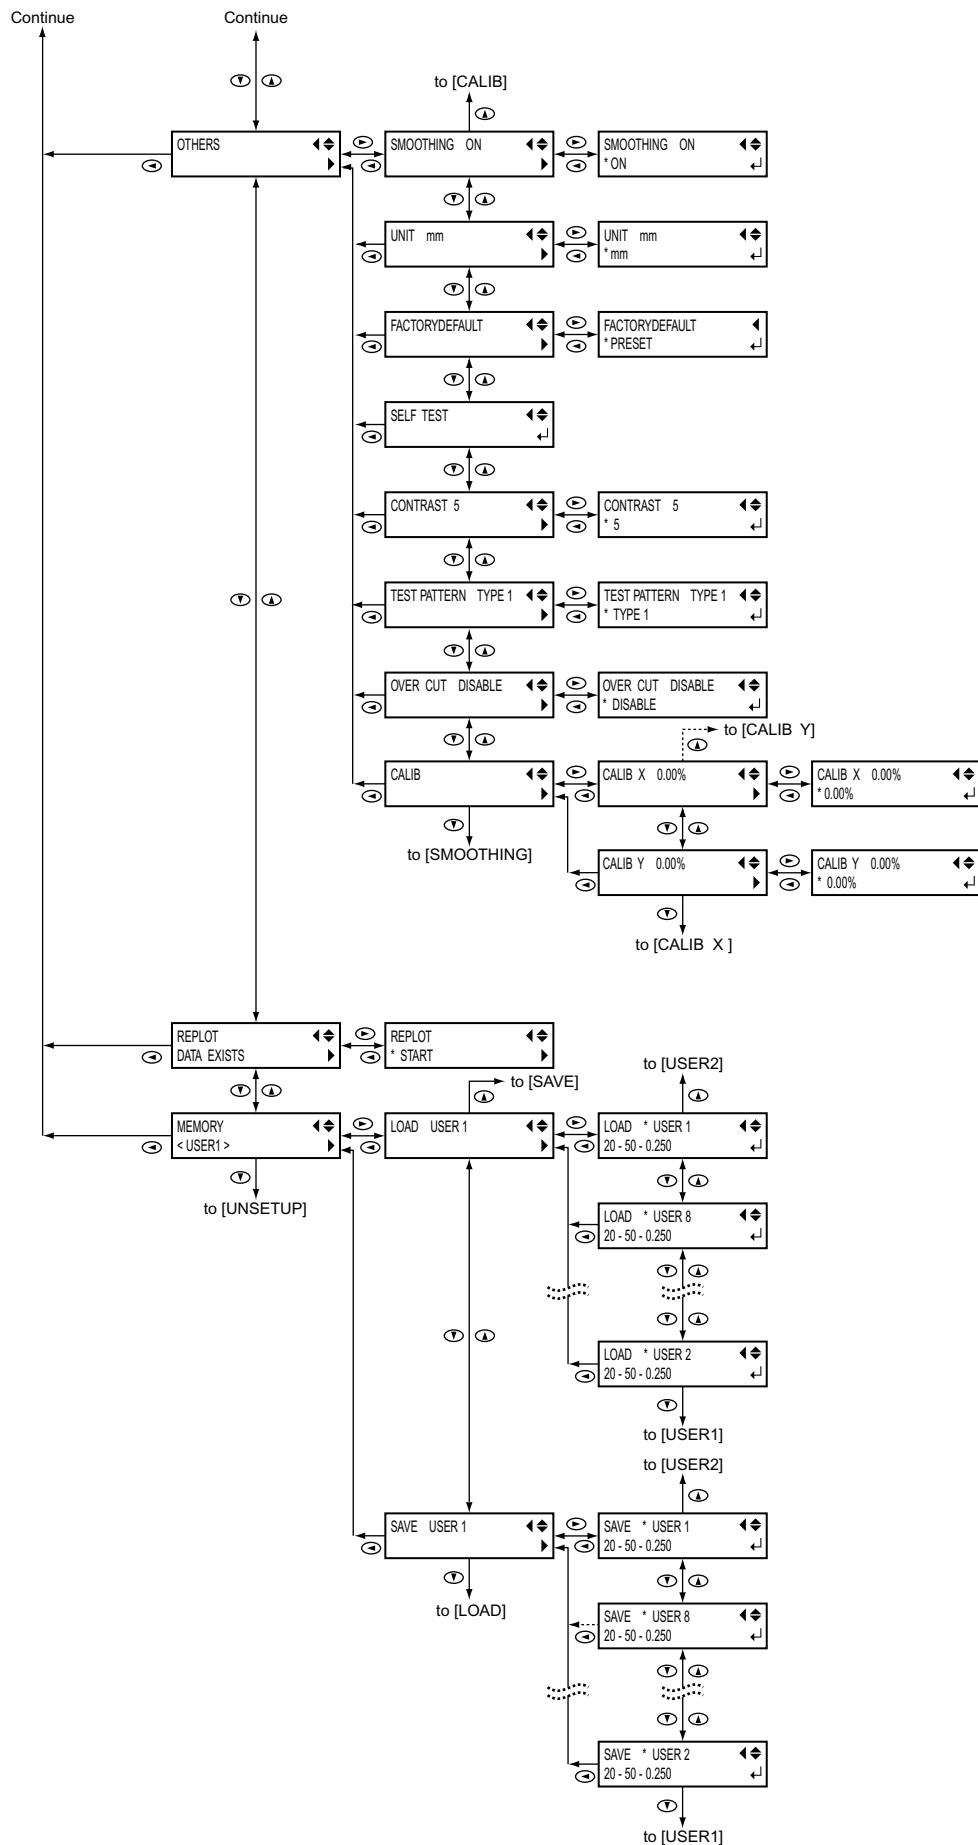 Continue
Continue
to [CALIB]
OTHERS
SMOOTHING ON
SMOOTHING ON
* ON
UNIT mm
UNIT mm
* mm
FACTORYDEFAULT
FACTORYDEFAULT
* PRESET
SELF TEST
CONTRAST 5
CONTRAST 5
* 5
TEST PATTERN TYPE 1
TEST PATTERN TYPE 1
* TYPE 1
OVER CUT DISABLE
OVER CUT DISABLE
* DISABLE
to [CALIB Y]
CALIB
CALIB X 0.00%
CALIB X 0.00%
* 0.00%
to [SMOOTHING]
CALIB Y 0.00%
CALIB Y 0.00%
* 0.00%
to [CALIB X ]
REPLOT
DATA EXISTS
REPLOT
* START
to [SAVE]
to [USER2]
MEMORY
< USER1 >
LOAD USER 1
LOAD * USER 1
20 - 50 - 0.250
to [UNSETUP]
LOAD * USER 8
20 - 50 - 0.250
LOAD * USER 2
20 - 50 - 0.250
to [USER1]
to [USER2]
SAVE USER 1
SAVE * USER 1
20 - 50 - 0.250
to [LOAD]
SAVE * USER 8
20 - 50 - 0.250
SAVE * USER 2
20 - 50 - 0.250
to [USER1]